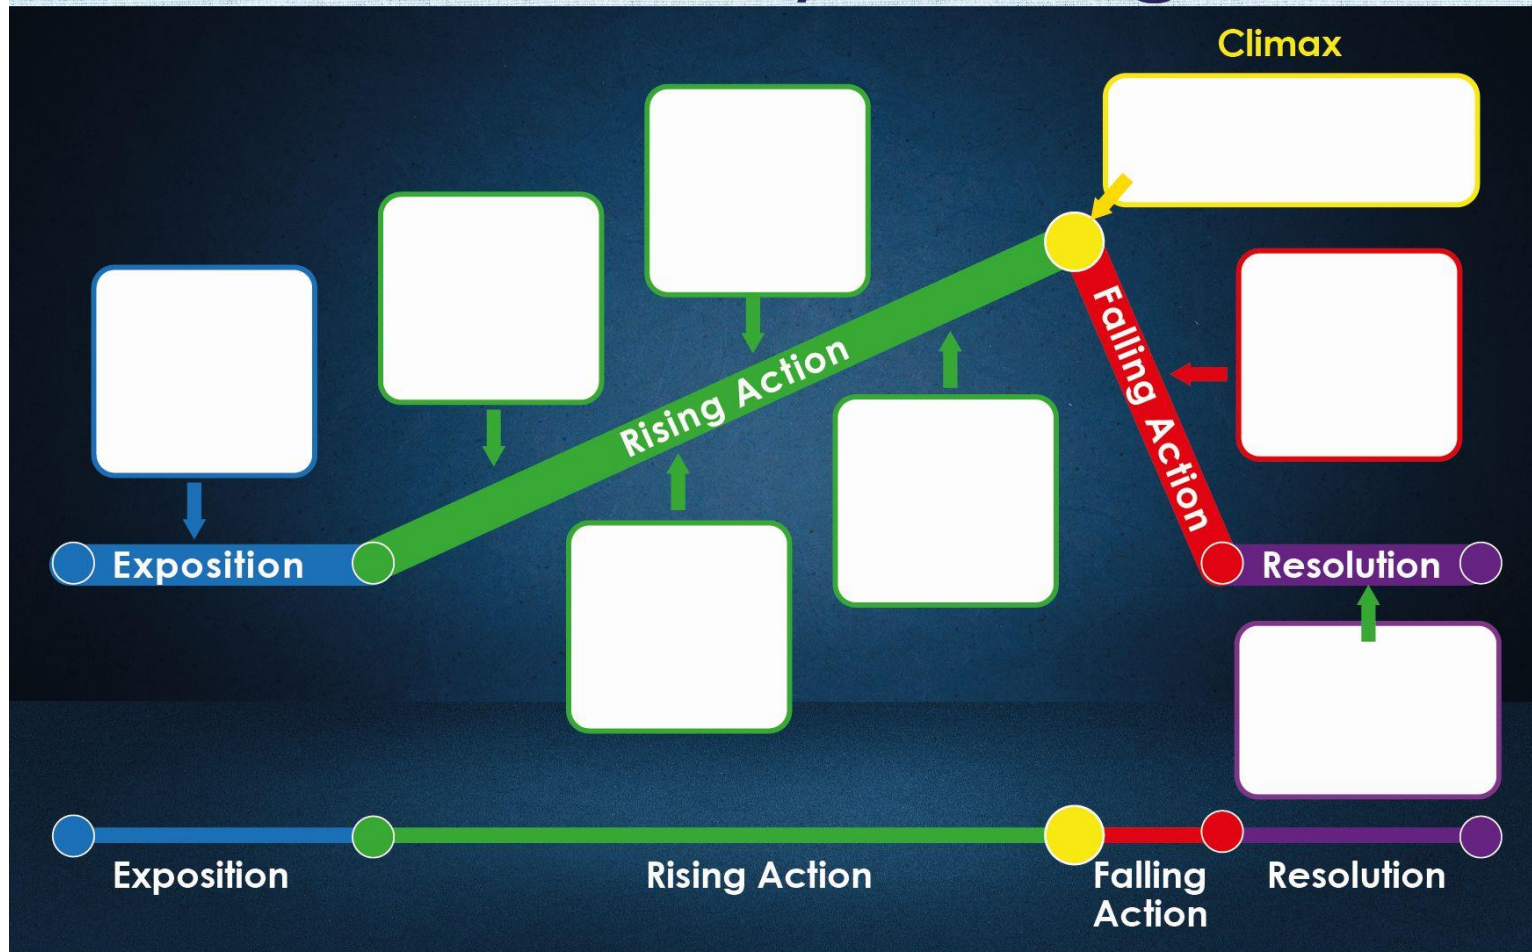 Climax
Rising Action
Falling Action
Exposition
Resolution
Exposition
Rising Action
Falling
Action
Resolution